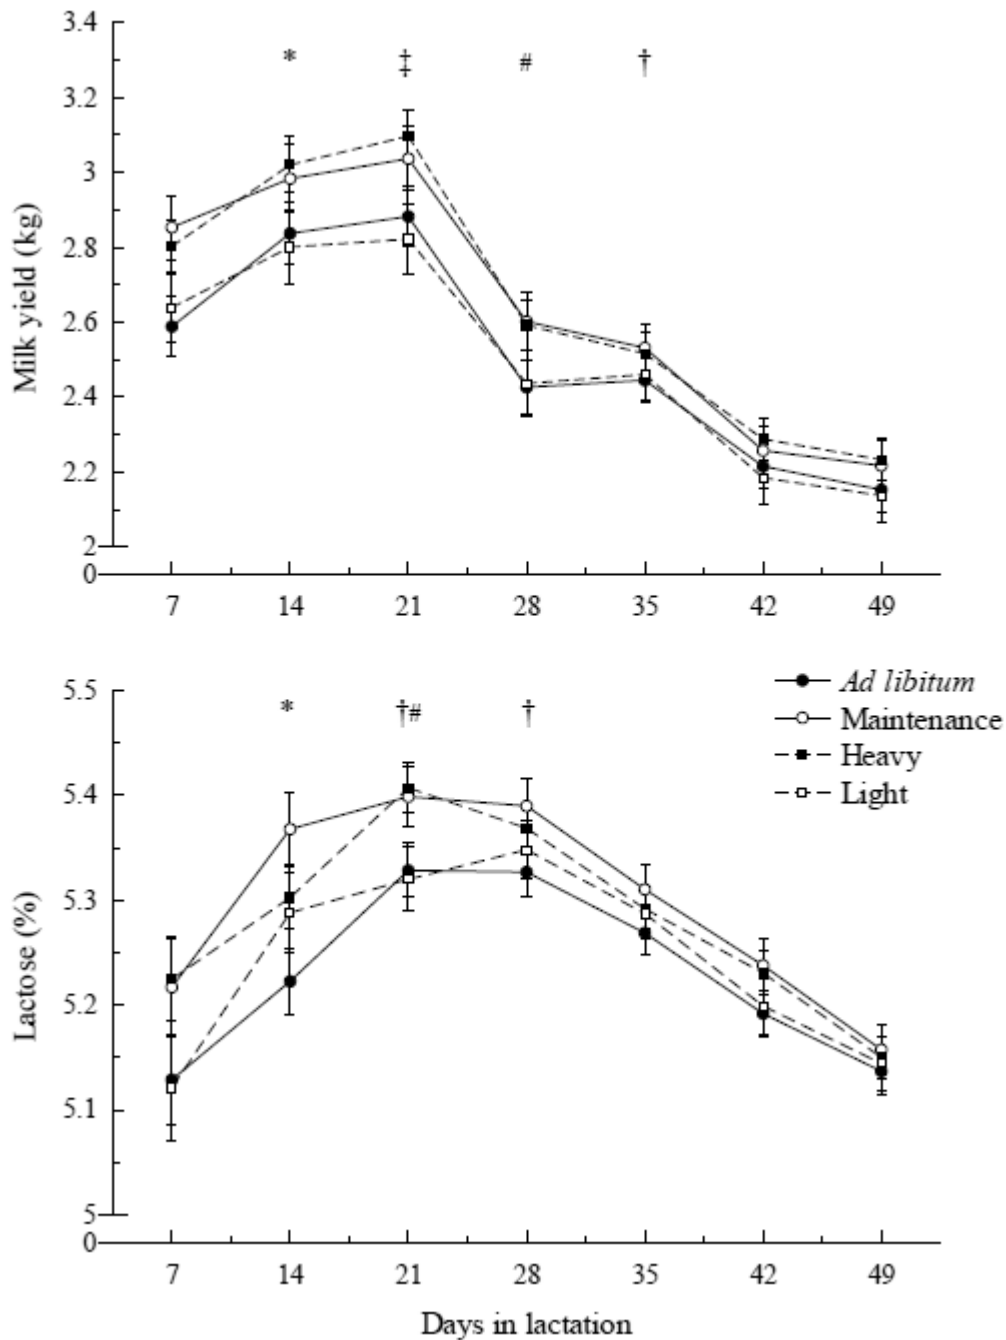 3.4
* ‡ # †
3.2
3
2.8
2.6
2.4
2.2
2
0
Milk yield (kg)
7 14 21 28 35 42 49
Ad libitum
Maintenance
Heavy
Light
5.5
* †# †
5.4
5.3
5.2
5.1
5
0
Lactose (%)
7 14 21 28 35 42 49
Days in lactation